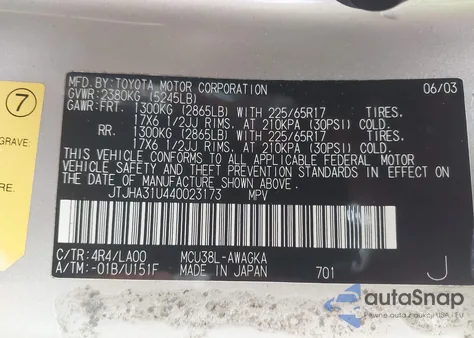 7
GRAVE:
MFD.BY:TOYOTA MOTOR CORPORATION 06/03
GVWR:2380KG (5245LB)
GAWR:FRT. 1300KG (2865LB) WITH 225/65R17 TIRES.
17X6 1/2JJ RIMS. AT 210KPA (30PSI) COLD.
RR. 1300KG (2865LB) WITH 225/65R17 TIRES.
17X6 1/2JJ RIMS. AT 210KPA (30PSI) COLD.
THIS VEHICLE CONFORMS TO ALL APPLICABLE FEDERAL MOTOR
VEHICLE SAFETY AND THEFT PREVENTION STANDARDS IN EFFECT
ON THE DATE OF MANUFACTURE SHOWN ABOVE.
JTJHA31U440023173 MPV
C/TR:4R4/LA00 MCU38L-AWAGKA
A/TM:-01B/U151F MADE IN JAPAN 701 J
autoSnap